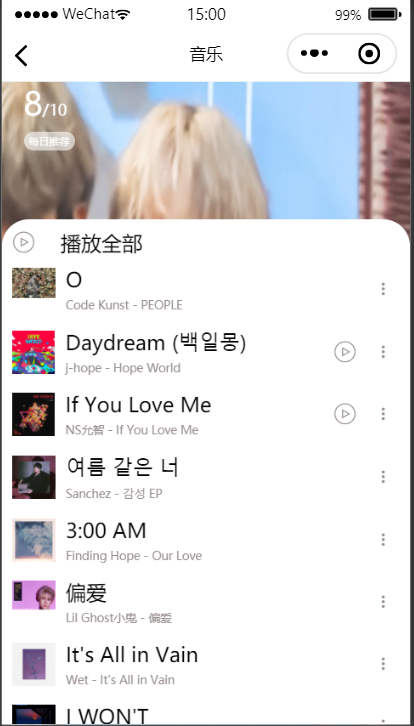 WeChat 15:00 99%
音乐
8/10
每日推荐
播放全部
O
Code Kunst - PEOPLE
Daydream (백일몽)
j-hope - Hope World
If You Love Me
NS允智 - If You Love Me
여름 같은 너
Sanchez - 감성 EP
3:00 AM
Finding Hope - Our Love
偏爱
Lil Ghost小鬼 - 偏爱
It's All in Vain
Wet - It's All in Vain
I WON'T